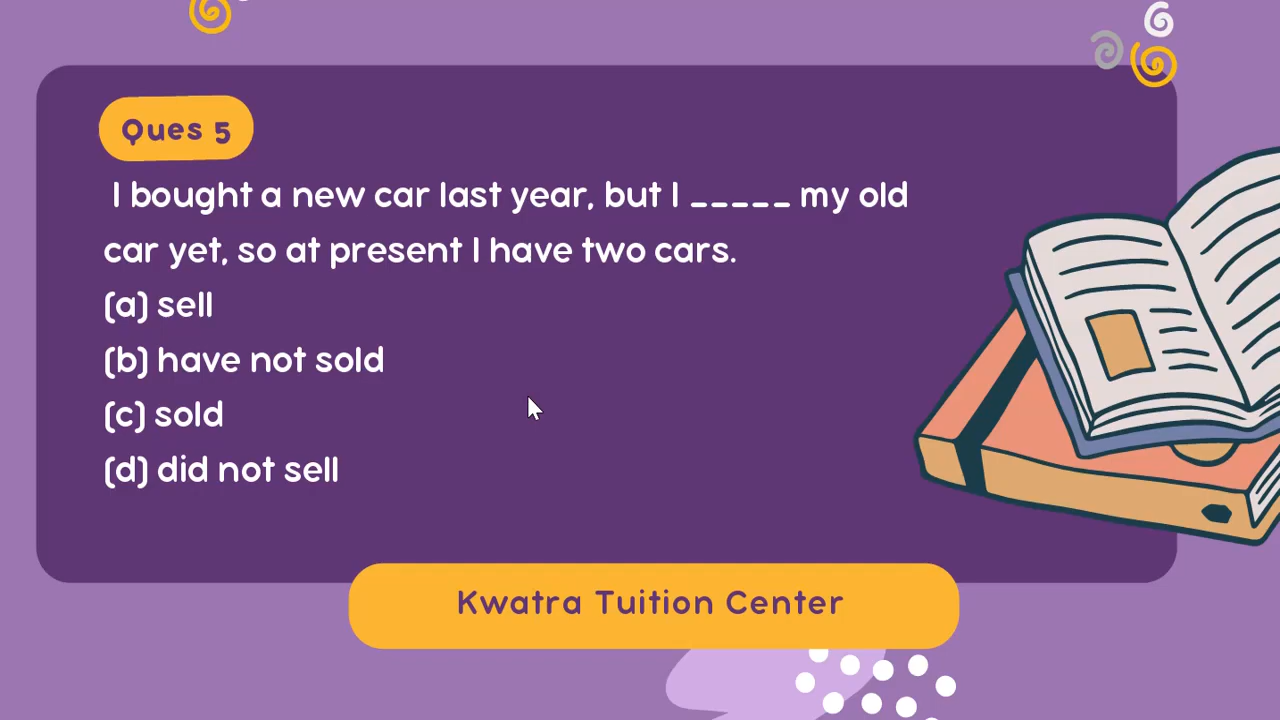 Ques 5
I bought a new car last year, but I _____ my old
car yet, so at present I have two cars.
(a) sell
(b) have not sold
(c) sold
(d) did not sell
Kwatra Tuition Center